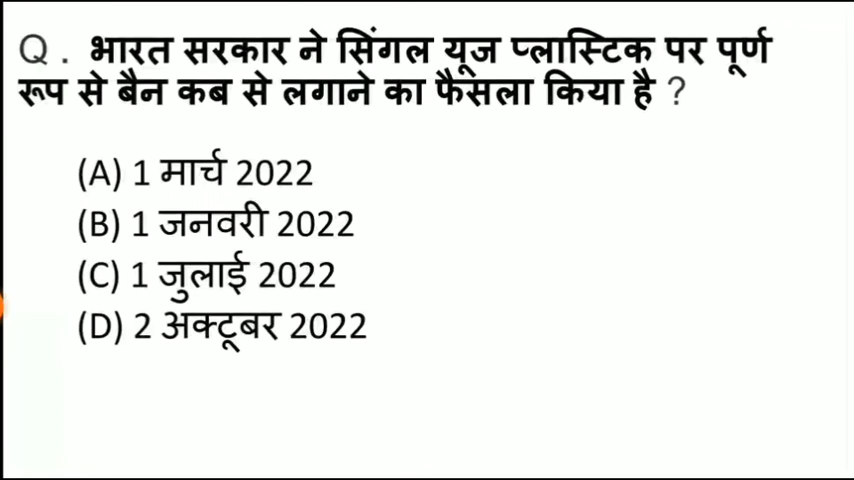 Q . भारत सरकार ने सिंगल यूज प्लास्टिक पर पूर्ण
रूप से बैन कब से लगाने का फैसला किया है ?
(A) 1 मार्च 2022
(B) 1 जनवरी 2022
(C) 1 जुलाई 2022
(D) 2 अक्टूबर 2022